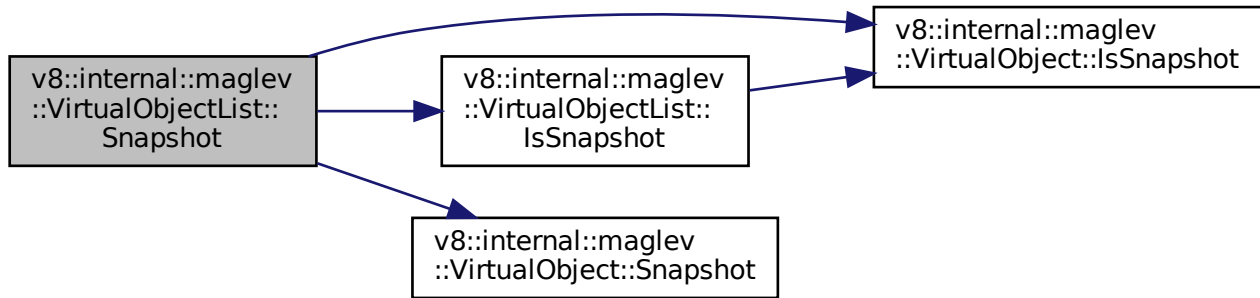 v8::internal::maglev
::VirtualObjectList::
Snapshot
v8::internal::maglev
::VirtualObjectList::
IsSnapshot
v8::internal::maglev
::VirtualObject::IsSnapshot
v8::internal::maglev
::VirtualObject::Snapshot